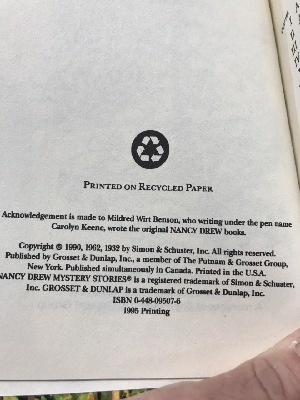 PRINTED ON RECYCLED PAPER
Acknowledgement is made to Mildred Wirt Benson, who writing under the pen name
Carolyn Keene, wrote the original NANCY DREW books.
Copyright © 1990, 1962, 1932 by Simon & Schuster, Inc. All rights reserved.
Published by Grosset & Dunlap, Inc., a member of The Putnam & Grosset Group,
New York. Published simultaneously in Canada. Printed in the U.S.A.
NANCY DREW MYSTERY STORIES® is a registered trademark of Simon & Schuster,
Inc. GROSSET & DUNLAP is a trademark of Grosset & Dunlap, Inc.
ISBN 0-448-09507-6
1995 Printing